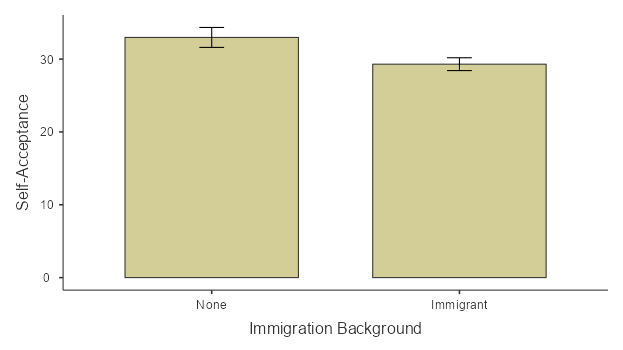 30
20
10
0
Self-Acceptance
None
Immigrant
Immigration Background